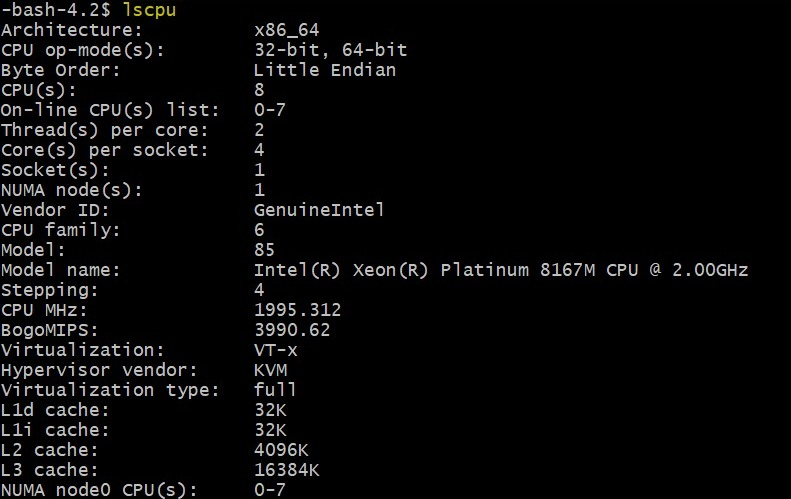 -bash-4.2$ lscpu
Architecture: x86_64
CPU op-mode(s): 32-bit, 64-bit
Byte Order: Little Endian
CPU(s): 8
On-line CPU(s) list: 0-7
Thread(s) per core: 2
Core(s) per socket: 4
Socket(s): 1
NUMA node(s): 1
Vendor ID: GenuineIntel
CPU family: 6
Model: 85
Model name: Intel(R) Xeon(R) Platinum 8167M CPU @ 2.00GHz
Stepping: 4
CPU MHz: 1995.312
BogoMIPS: 3990.62
Virtualization: VT-x
Hypervisor vendor: KVM
Virtualization type: full
L1d cache: 32K
L1i cache: 32K
L2 cache: 4096K
L3 cache: 16384K
NUMA node0 CPU(s): 0-7